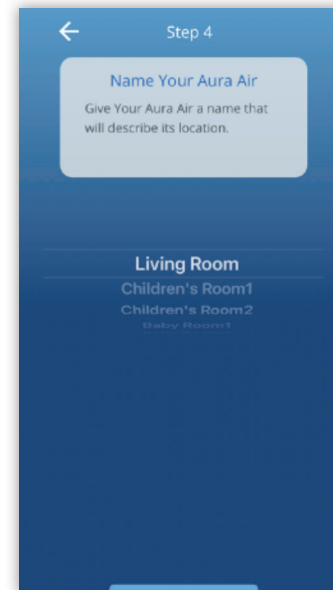 Step 4
Name Your Aura Air
Give Your Aura Air a name that
will describe its location.
Living Room
Children's Room1
Children's Room2
Baby Room1